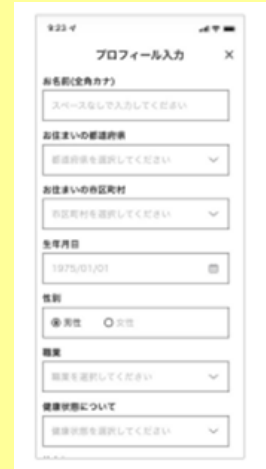 9:23
プロフィール入力 ×
お名前(全角カナ)
スペースなしで入力してください
お住まいの都道府県
都道府県を選択してください
お住まいの市区町村
市区町村を選択してください
生年月日
1975/01/01
性別
男性 女性
職業
職業を選択してください
健康状態について
健康状態を選択してください